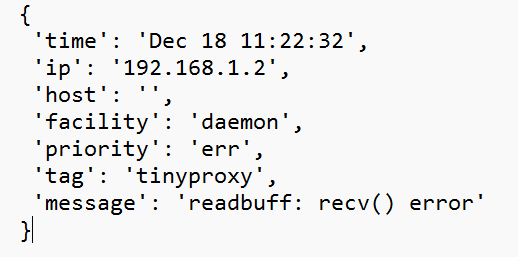 {
'time': 'Dec 18 11:22:32',
'ip': '192.168.1.2',
'host': '',
'facility': 'daemon',
'priority': 'err',
'tag': 'tinyproxy',
'message': 'readbuff: recv() error'
}